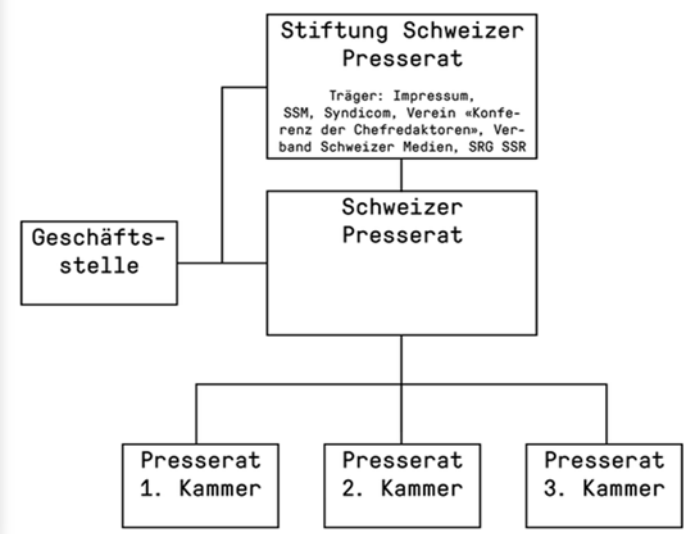 Stiftung Schweizer
Presserat
Träger: Impressum,
SSM, Syndicom, Verein «Konfe-
renz der Chefredaktoren», Ver-
band Schweizer Medien, SRG SSR
Schweizer
Presserat
Geschäfts-
stelle
Presserat
1. Kammer
Presserat
2. Kammer
Presserat
3. Kammer